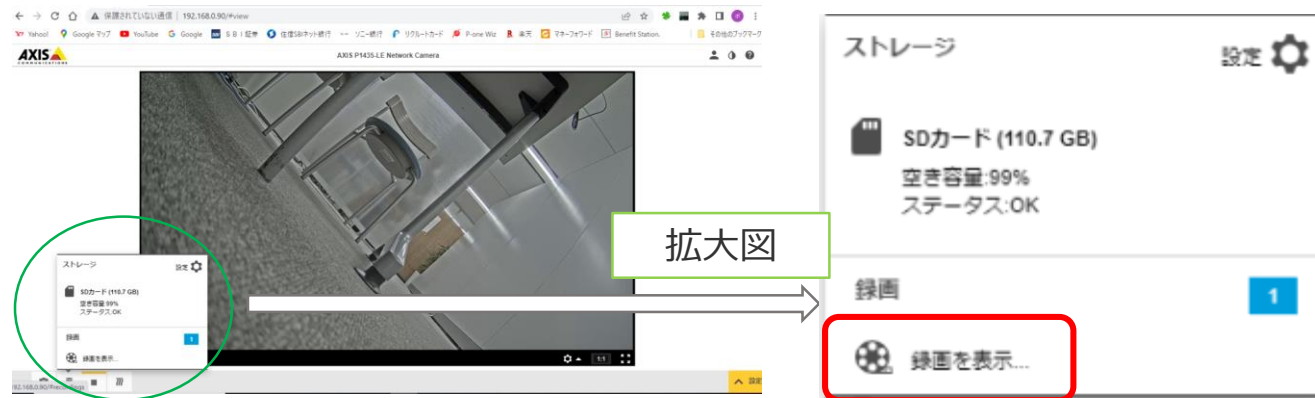 保護されていない通信 | 192.168.0.90/#view
Yahoo! Google マップ YouTube Google ＳＢＩ証券 住信SBIネット銀行 ソニー銀行 リクルートカード P-one Wiz 楽天 マネーフォワード Benefit Station. その他のブックマーク
AXIS
COMMUNICATIONS
AXIS P1435-LE Network Camera
ストレージ
設定
SDカード (110.7 GB)
空き容量:99%
ステータス:OK
録画
1
録画を表示...
1:1
設定
拡大図
ストレージ
設定
SDカード (110.7 GB)
空き容量:99%
ステータス:OK
録画
1
録画を表示...